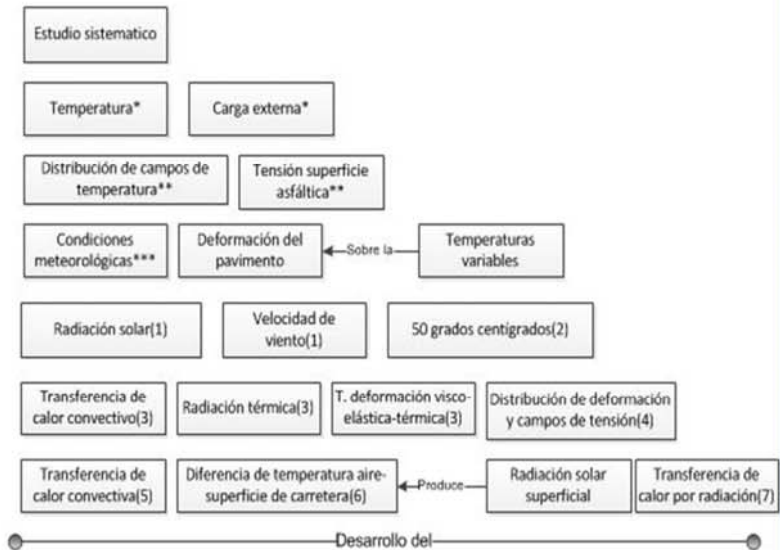 Estudio sistematico
Temperatura*
Carga externa*
Distribución de campos de
temperatura**
Tensión superficie
asfáltica**
Condiciones
meteorológicas***
Deformación del
pavimento
Sobre la
Temperaturas
variables
Radiación solar(1)
Velocidad de
viento(1)
50 grados centígrados(2)
Transferencia de
calor convectivo(3)
Radiación térmica(3)
T. deformación visco-
elástica-térmica(3)
Distribución de deformación
y campos de tensión(4)
Transferencia de
calor convectiva(5)
Diferencia de temperatura aire-
superficie de carretera(6)
Produce
Radiación solar
superficial
Transferencia de
calor por radiación(7)
Desarrollo del